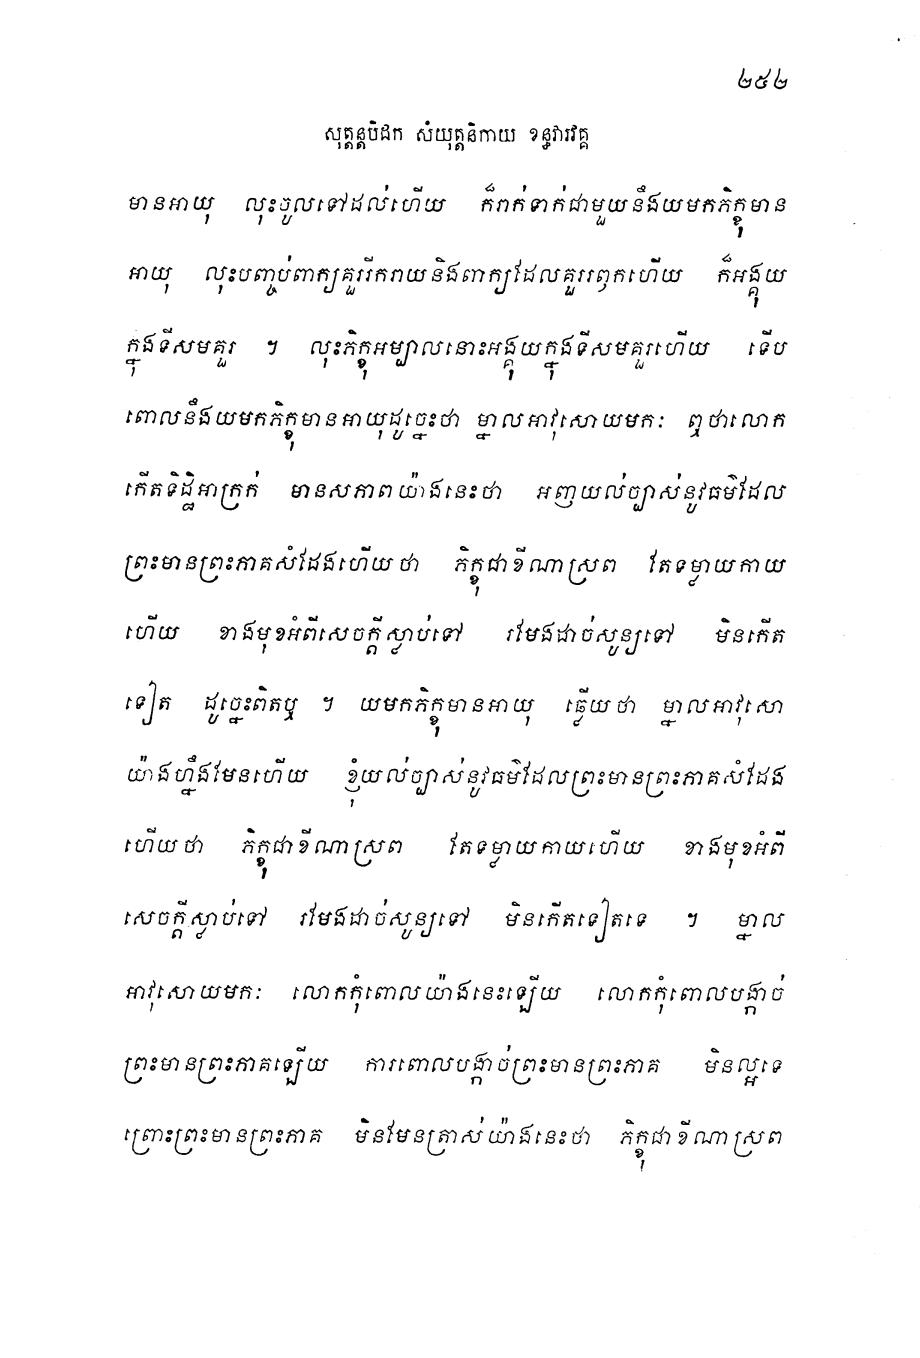 ២៥២
សុត្តន្តបិដក សំយុត្តនិកាយ ខន្ធវារវគ្គ
មានអាយុ លុះចូលទៅដល់ហើយ ក៏រាក់ទាក់ជាមួយនឹងយមកភិក្ខុមាន
អាយុ លុះបញ្ចប់ពាក្យគួររីករាយនិងពាក្យដែលគួររឭកហើយ ក៏អង្គុយ
ក្នុងទីសមគួរ ។ លុះភិក្ខុអម្បាលនោះអង្គុយក្នុងទីសមគួរហើយ ទើប
ពោលនឹងយមកភិក្ខុមានអាយុដូច្នេះថា ម្នាលអាវុសោយមកៈ ឮថាលោក
កើតទិដ្ឋិអាក្រក់ មានសភាពយ៉ាងនេះថា អញយល់ច្បាស់នូវធម៌ដែល
ព្រះមានព្រះភាគសំដែងហើយថា ភិក្ខុជាខីណាស្រព តែទម្លាយកាយ
ហើយ ខាងមុខអំពីសេចក្តីស្លាប់ទៅ រមែងដាច់សូន្យទៅ មិនកើត
ទៀត ដូច្នេះពិតឬ ។ យមកភិក្ខុមានអាយុ ឆ្លើយថា ម្នាលអាវុសោ
យ៉ាងហ្នឹងមែនហើយ ខ្ញុំយល់ច្បាស់នូវធម៌ដែលព្រះមានព្រះភាគសំដែង
ហើយថា ភិក្ខុជាខីណាស្រព តែទម្លាយកាយហើយ ខាងមុខអំពី
សេចក្តីស្លាប់ទៅ រមែងដាច់សូន្យទៅ មិនកើតទៀតទេ ។ ម្នាល
អាវុសោយមកៈ លោកកុំពោលយ៉ាងនេះឡើយ លោកកុំពោលបង្កាច់
ព្រះមានព្រះភាគឡើយ ការពោលបង្កាច់ព្រះមានព្រះភាគ មិនល្អទេ
ព្រោះព្រះមានព្រះភាគ មិនមែនត្រាស់យ៉ាងនេះថា ភិក្ខុជាខីណាស្រព